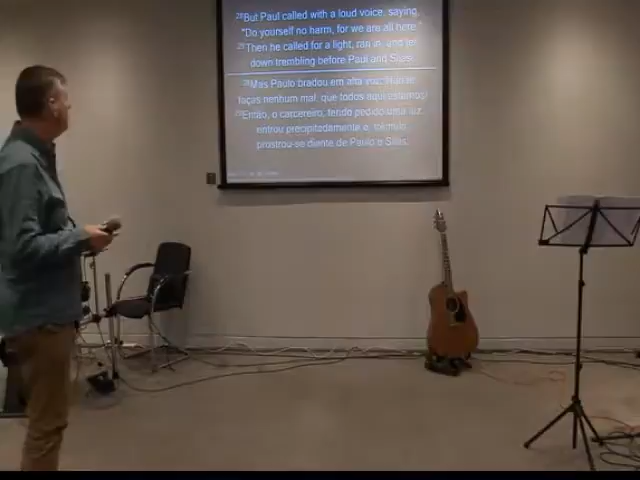 28But Paul called with a loud voice, saying,
"Do yourself no harm, for we are all here."
29Then he called for a light, ran in, and fell
down trembling before Paul and Silas.
28Mas Paulo bradou em alta voz: Não te
faças nenhum mal, que todos aqui estamos!
29Então, o carcereiro, tendo pedido uma luz,
entrou precipitadamente e, trêmulo,
prostrou-se diante de Paulo e Silas.